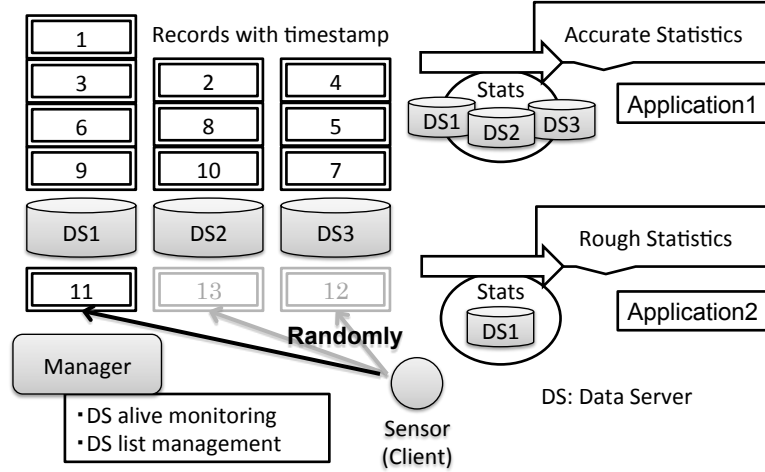 Records with timestamp
1
3
2
4
6
8
5
9
10
7
DS1
DS2
DS3
11
13
12
Randomly
Manager
・DS alive monitoring
・DS list management
Sensor
(Client)
Accurate Statistics
Stats
DS1
DS2
DS3
Application1
Rough Statistics
Stats
DS1
Application2
DS: Data Server